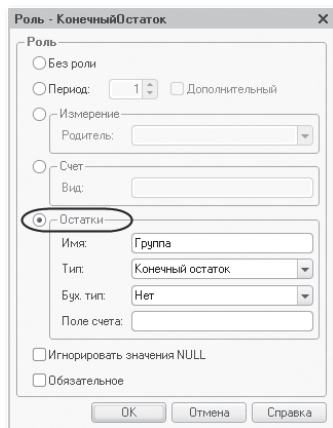 Роль - КонечныйОстаток
Роль
Без роли
Период: 1 Дополнительный
Измерение
Родитель:
Счет
Вид:
Остатки
Имя: Группа
Тип: Конечный остаток
Бух. тип: Нет
Поле счета:
Игнорировать значения NULL
Обязательное
OK Отмена Справка